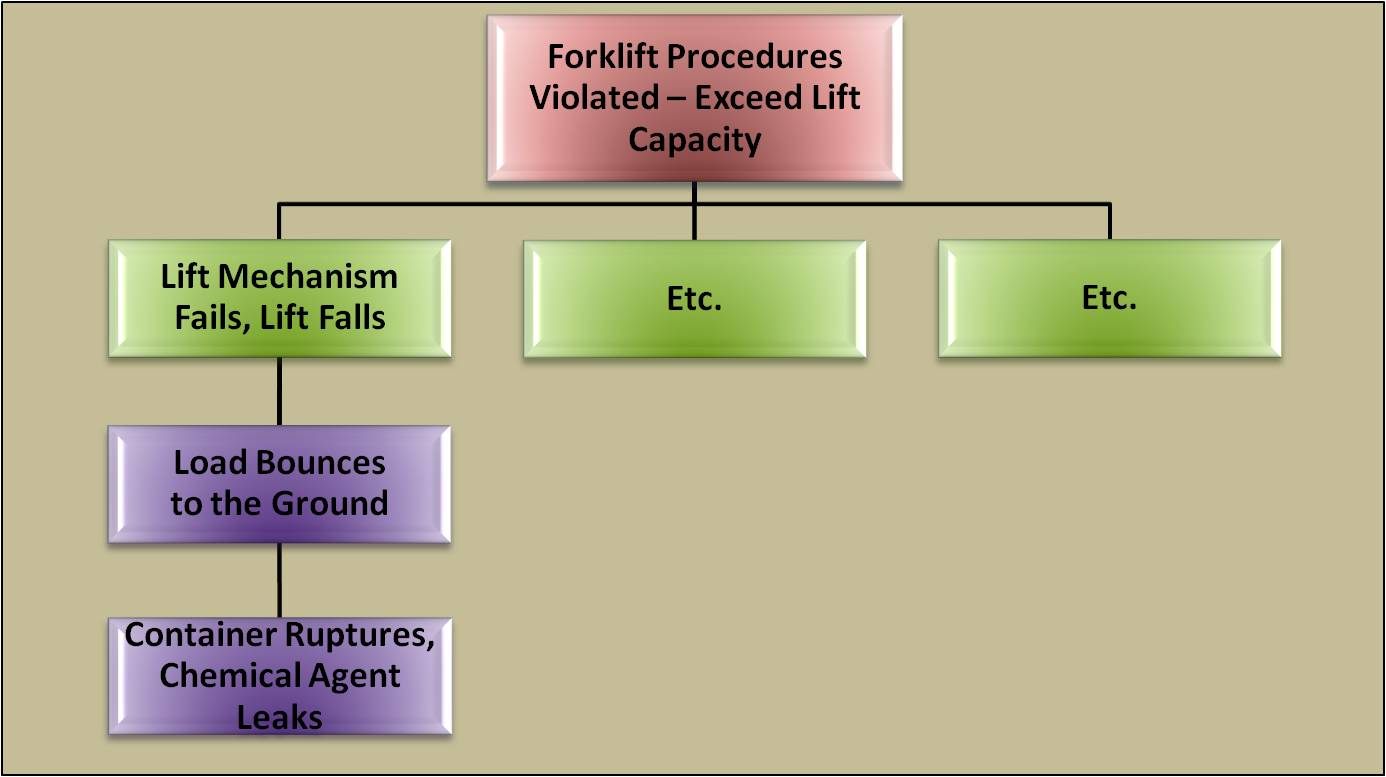 Forklift Procedures
Violated – Exceed Lift
Capacity
Lift Mechanism
Fails, Lift Falls
Etc.
Etc.
Load Bounces
to the Ground
Container Ruptures,
Chemical Agent
Leaks